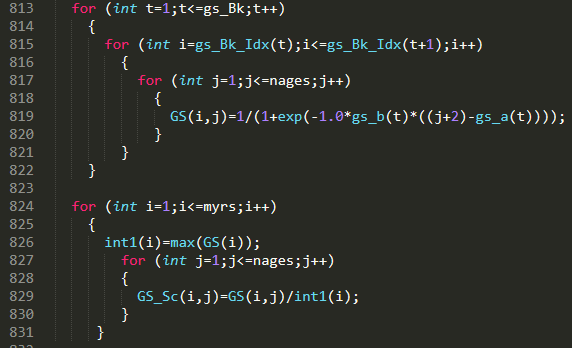 813 for (int t=1;t<=gs_Bk;t++)
814 {
815 for (int i=gs_Bk_Idx(t);i<=gs_Bk_Idx(t+1);i++)
816 {
817 for (int j=1;j<=nages;j++)
818 {
819 GS(i,j)=1/(1+exp(-1.0*gs_b(t)*((j+2)-gs_a(t))));
820 }
821 }
822 }
823
824 for (int i=1;i<=myrs;i++)
825 {
826 int1(i)=max(GS(i));
827 for (int j=1;j<=nages;j++)
828 {
829 GS_Sc(i,j)=GS(i,j)/int1(i);
830 }
831 }